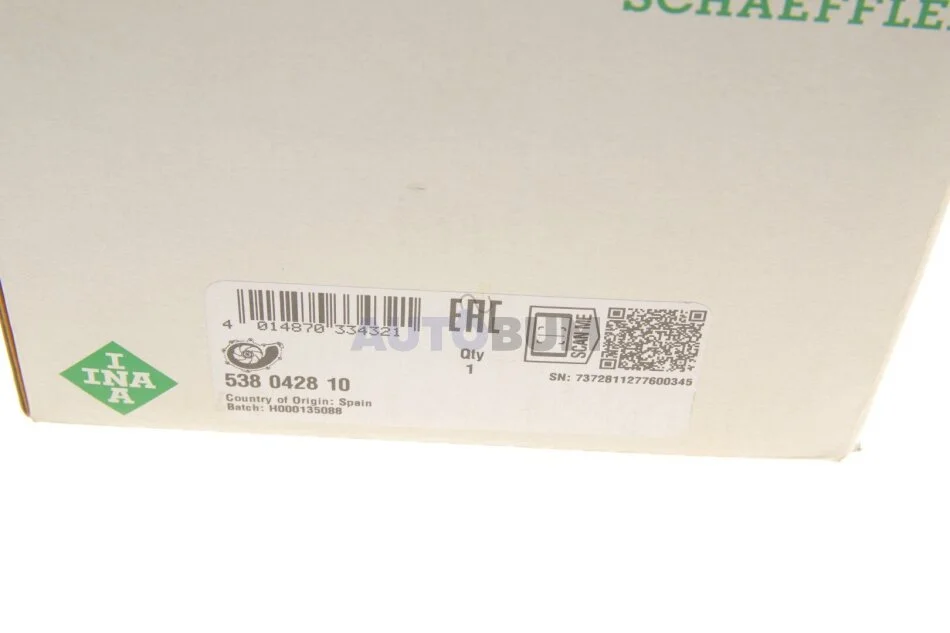 SCHAEFFLE
4 014870 334321
EAC
AUTOBU
SCAN ME
Qty
1
SN: 7372811277600345
538 0428 10
Country of Origin: Spain
Batch: H000135088
INA
INA